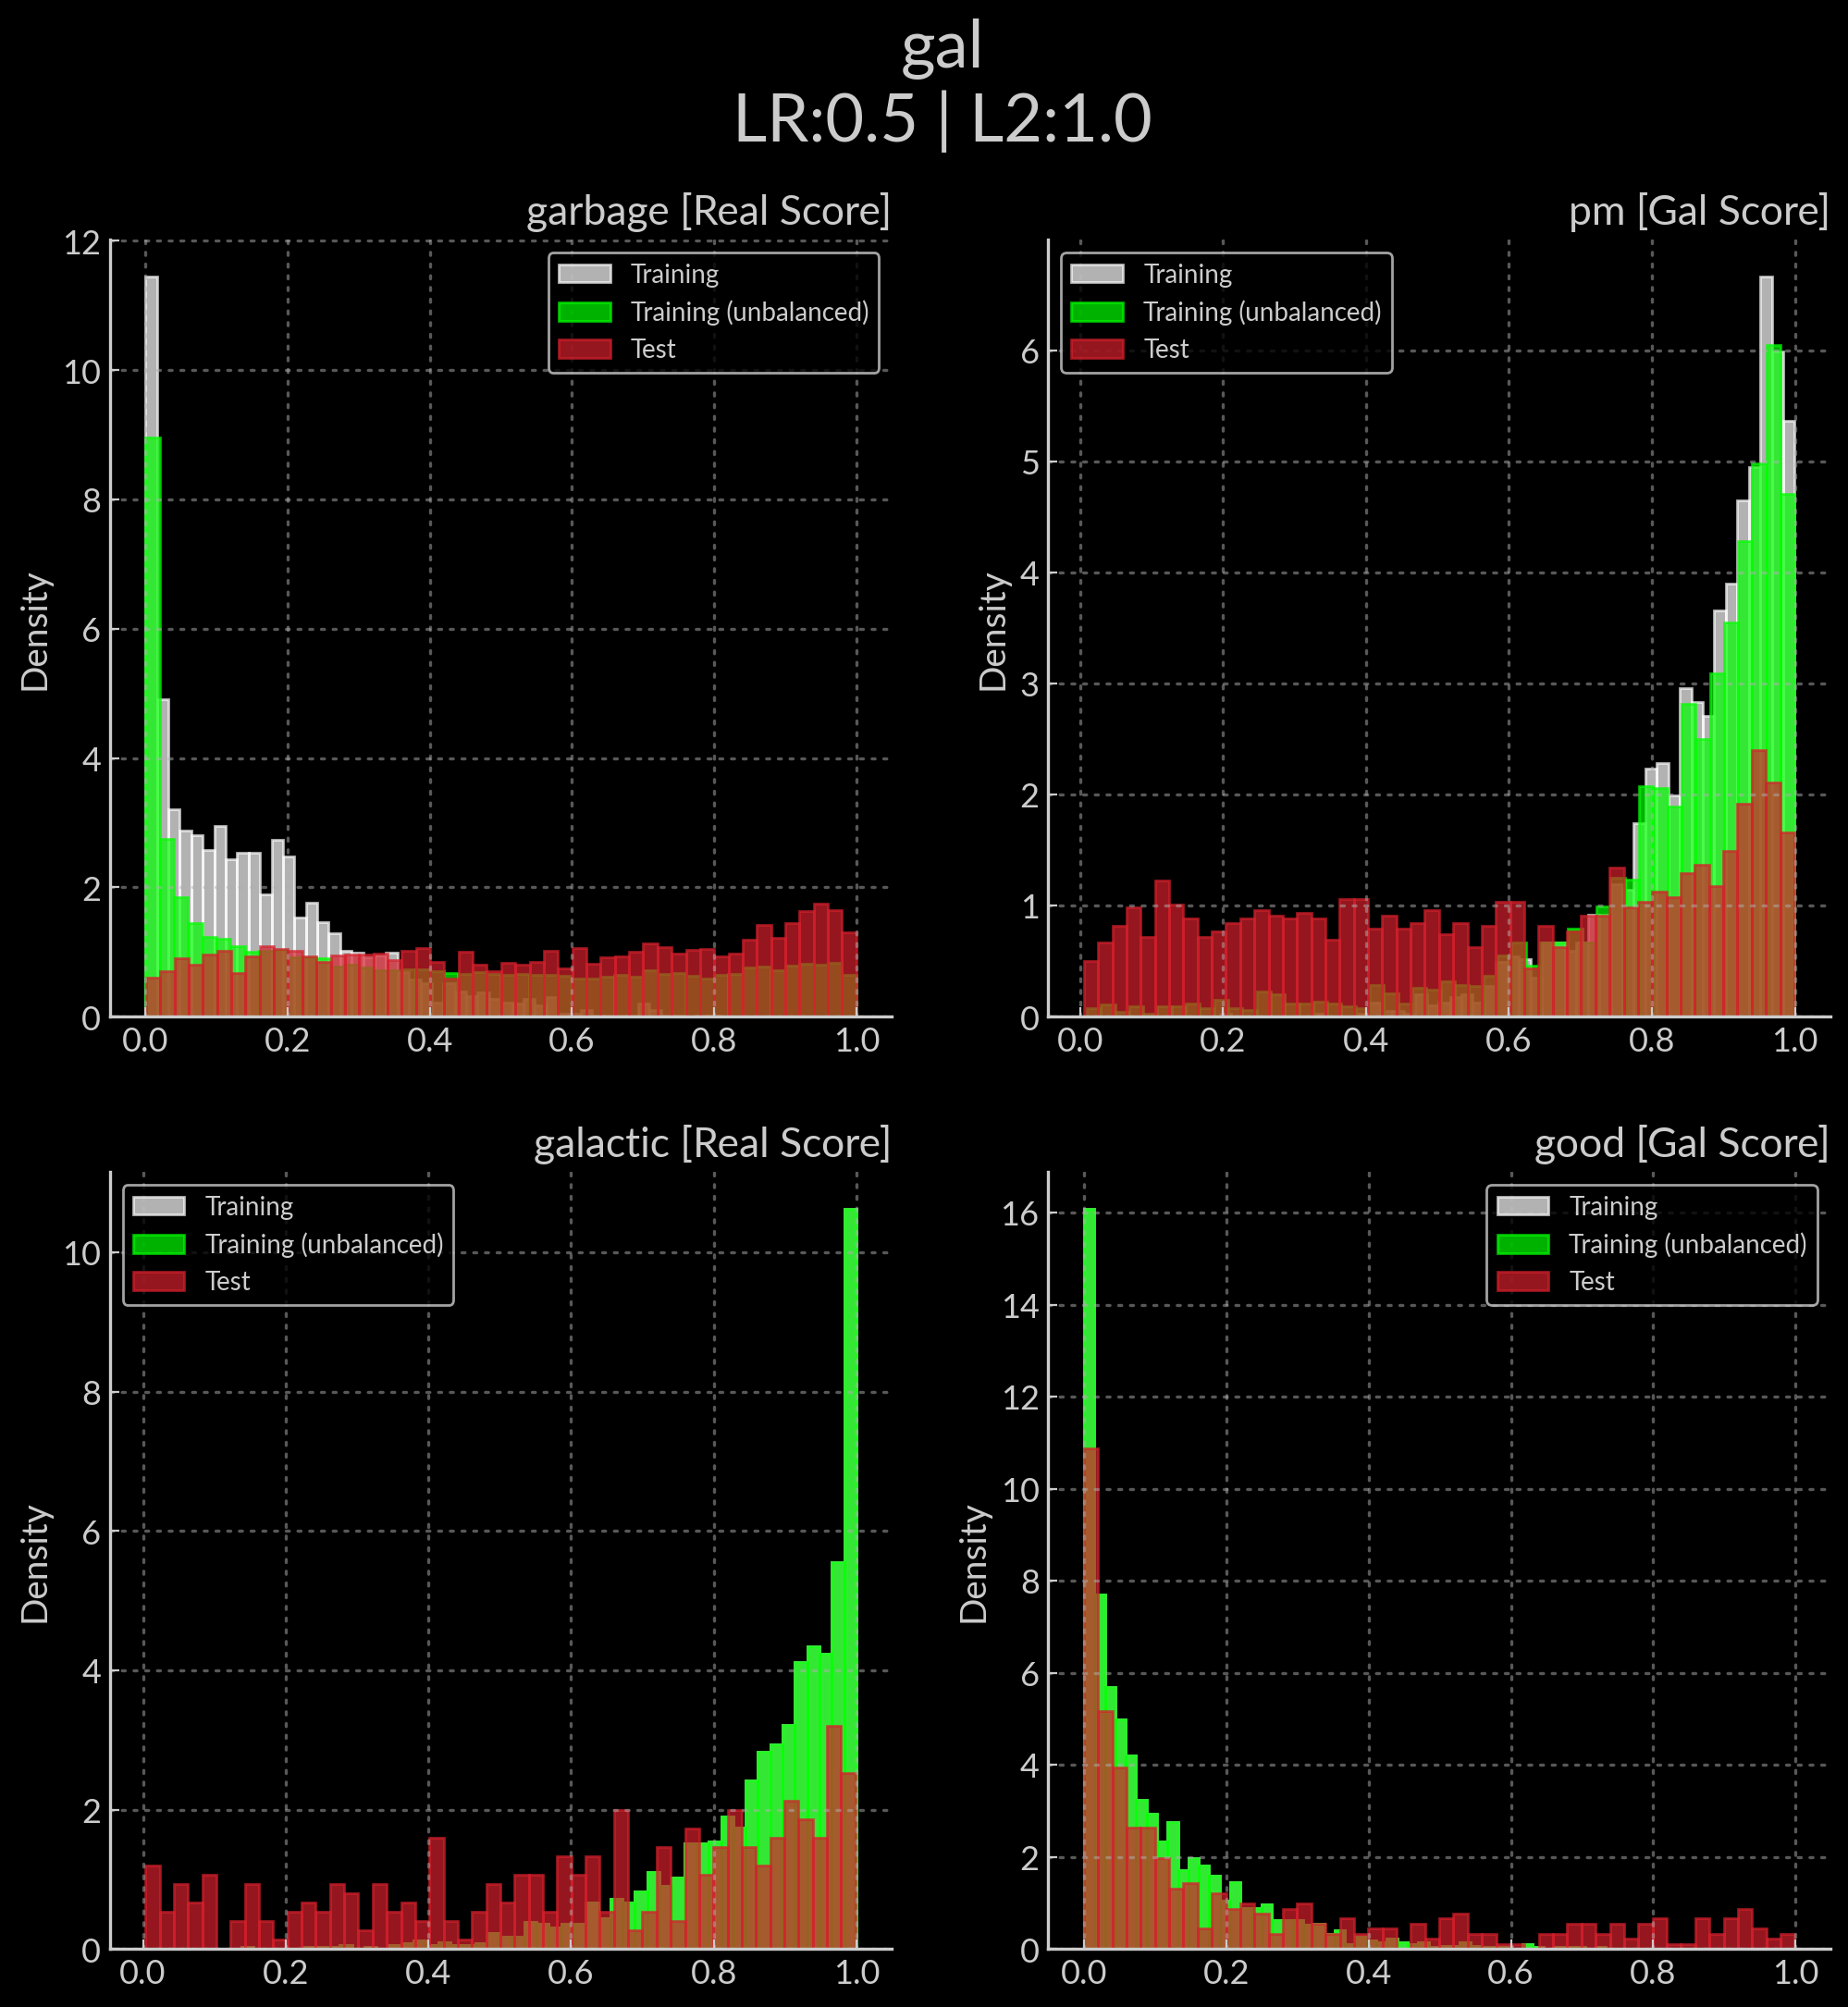 gal
LR:0.5 | L2:1.0
garbage [Real Score]
Training
Training (unbalanced)
Test
Density
12
10
8
6
4
2
0
0.0 0.2 0.4 0.6 0.8 1.0
pm [Gal Score]
Training
Training (unbalanced)
Test
Density
6
5
4
3
2
1
0
0.0 0.2 0.4 0.6 0.8 1.0
galactic [Real Score]
Training
Training (unbalanced)
Test
Density
10
8
6
4
2
0
0.0 0.2 0.4 0.6 0.8 1.0
good [Gal Score]
Training
Training (unbalanced)
Test
Density
16
14
12
10
8
6
4
2
0
0.0 0.2 0.4 0.6 0.8 1.0